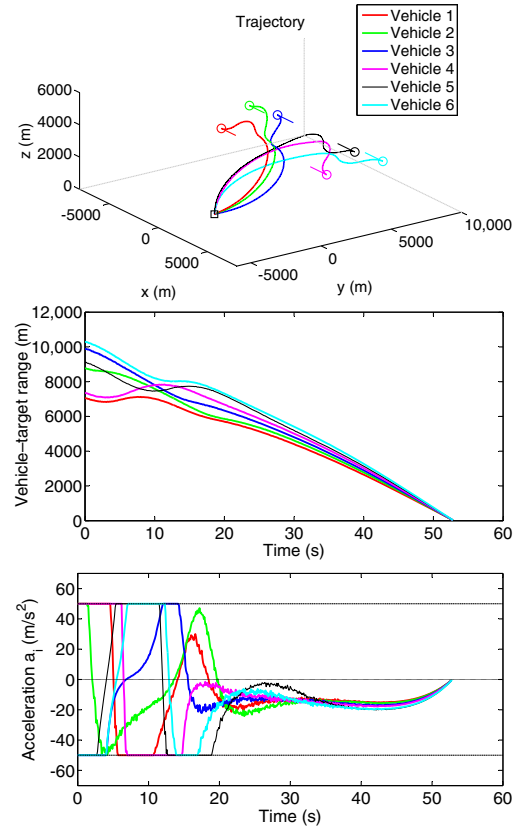 Trajectory
Vehicle 1
Vehicle 2
Vehicle 3
Vehicle 4
Vehicle 5
Vehicle 6
6000
4000
2000
0
z (m)
−5000
0
5000
x (m)
−5000
0
5000
10,000
y (m)
12,000
10,000
8000
6000
4000
2000
0
Vehicle−target range (m)
0 10 20 30 40 50 60
Time (s)
60
40
20
0
−20
−40
−60
Acceleration a_i (m/s^2)
0 10 20 30 40 50 60
Time (s)